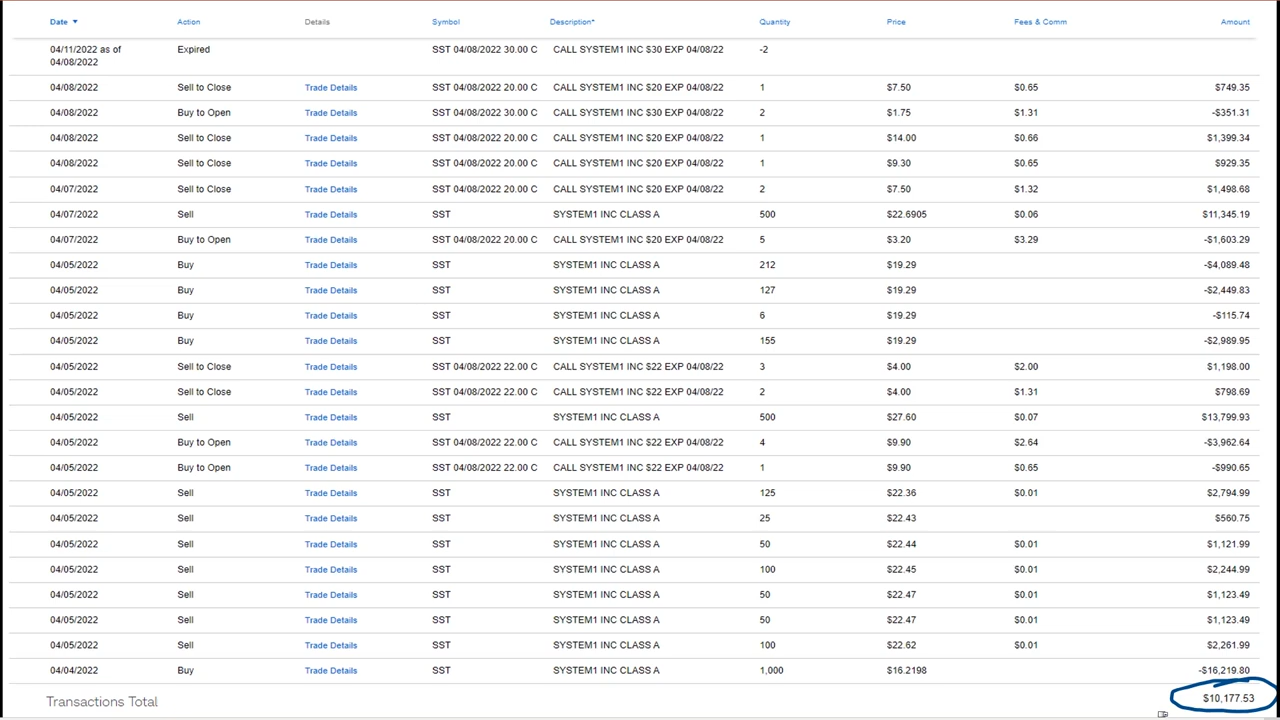 Date ▼ Action Details Symbol Description* Quantity Price Fees & Comm Amount
04/11/2022 as of Expired SST 04/08/2022 30.00 C CALL SYSTEM1 INC $30 EXP 04/08/22 -2
04/08/2022
04/08/2022 Sell to Close Trade Details SST 04/08/2022 20.00 C CALL SYSTEM1 INC $20 EXP 04/08/22 1 $7.50 $0.65 $749.35
04/08/2022 Buy to Open Trade Details SST 04/08/2022 30.00 C CALL SYSTEM1 INC $30 EXP 04/08/22 2 $1.75 $1.31 -$351.31
04/08/2022 Sell to Close Trade Details SST 04/08/2022 20.00 C CALL SYSTEM1 INC $20 EXP 04/08/22 1 $14.00 $0.66 $1,399.34
04/08/2022 Sell to Close Trade Details SST 04/08/2022 20.00 C CALL SYSTEM1 INC $20 EXP 04/08/22 1 $9.30 $0.65 $929.35
04/07/2022 Sell to Close Trade Details SST 04/08/2022 20.00 C CALL SYSTEM1 INC $20 EXP 04/08/22 2 $7.50 $1.32 $1,498.68
04/07/2022 Sell Trade Details SST SYSTEM1 INC CLASS A 500 $22.6905 $0.06 $11,345.19
04/07/2022 Buy to Open Trade Details SST 04/08/2022 20.00 C CALL SYSTEM1 INC $20 EXP 04/08/22 5 $3.20 $3.29 -$1,603.29
04/05/2022 Buy Trade Details SST SYSTEM1 INC CLASS A 212 $19.29 -$4,089.48
04/05/2022 Buy Trade Details SST SYSTEM1 INC CLASS A 127 $19.29 -$2,449.83
04/05/2022 Buy Trade Details SST SYSTEM1 INC CLASS A 6 $19.29 -$115.74
04/05/2022 Buy Trade Details SST SYSTEM1 INC CLASS A 155 $19.29 -$2,989.95
04/05/2022 Sell to Close Trade Details SST 04/08/2022 22.00 C CALL SYSTEM1 INC $22 EXP 04/08/22 3 $4.00 $2.00 $1,198.00
04/05/2022 Sell to Close Trade Details SST 04/08/2022 22.00 C CALL SYSTEM1 INC $22 EXP 04/08/22 2 $4.00 $1.31 $798.69
04/05/2022 Sell Trade Details SST SYSTEM1 INC CLASS A 500 $27.60 $0.07 $13,799.93
04/05/2022 Buy to Open Trade Details SST 04/08/2022 22.00 C CALL SYSTEM1 INC $22 EXP 04/08/22 4 $9.90 $2.64 -$3,962.64
04/05/2022 Buy to Open Trade Details SST 04/08/2022 22.00 C CALL SYSTEM1 INC $22 EXP 04/08/22 1 $9.90 $0.65 -$990.65
04/05/2022 Sell Trade Details SST SYSTEM1 INC CLASS A 125 $22.36 $0.01 $2,794.99
04/05/2022 Sell Trade Details SST SYSTEM1 INC CLASS A 25 $22.43 $560.75
04/05/2022 Sell Trade Details SST SYSTEM1 INC CLASS A 50 $22.44 $0.01 $1,121.99
04/05/2022 Sell Trade Details SST SYSTEM1 INC CLASS A 100 $22.45 $0.01 $2,244.99
04/05/2022 Sell Trade Details SST SYSTEM1 INC CLASS A 50 $22.47 $0.01 $1,123.49
04/05/2022 Sell Trade Details SST SYSTEM1 INC CLASS A 50 $22.47 $0.01 $1,123.49
04/05/2022 Sell Trade Details SST SYSTEM1 INC CLASS A 100 $22.62 $0.01 $2,261.99
04/04/2022 Buy Trade Details SST SYSTEM1 INC CLASS A 1,000 $16.2198 -$16,219.80
Transactions Total $10,177.53